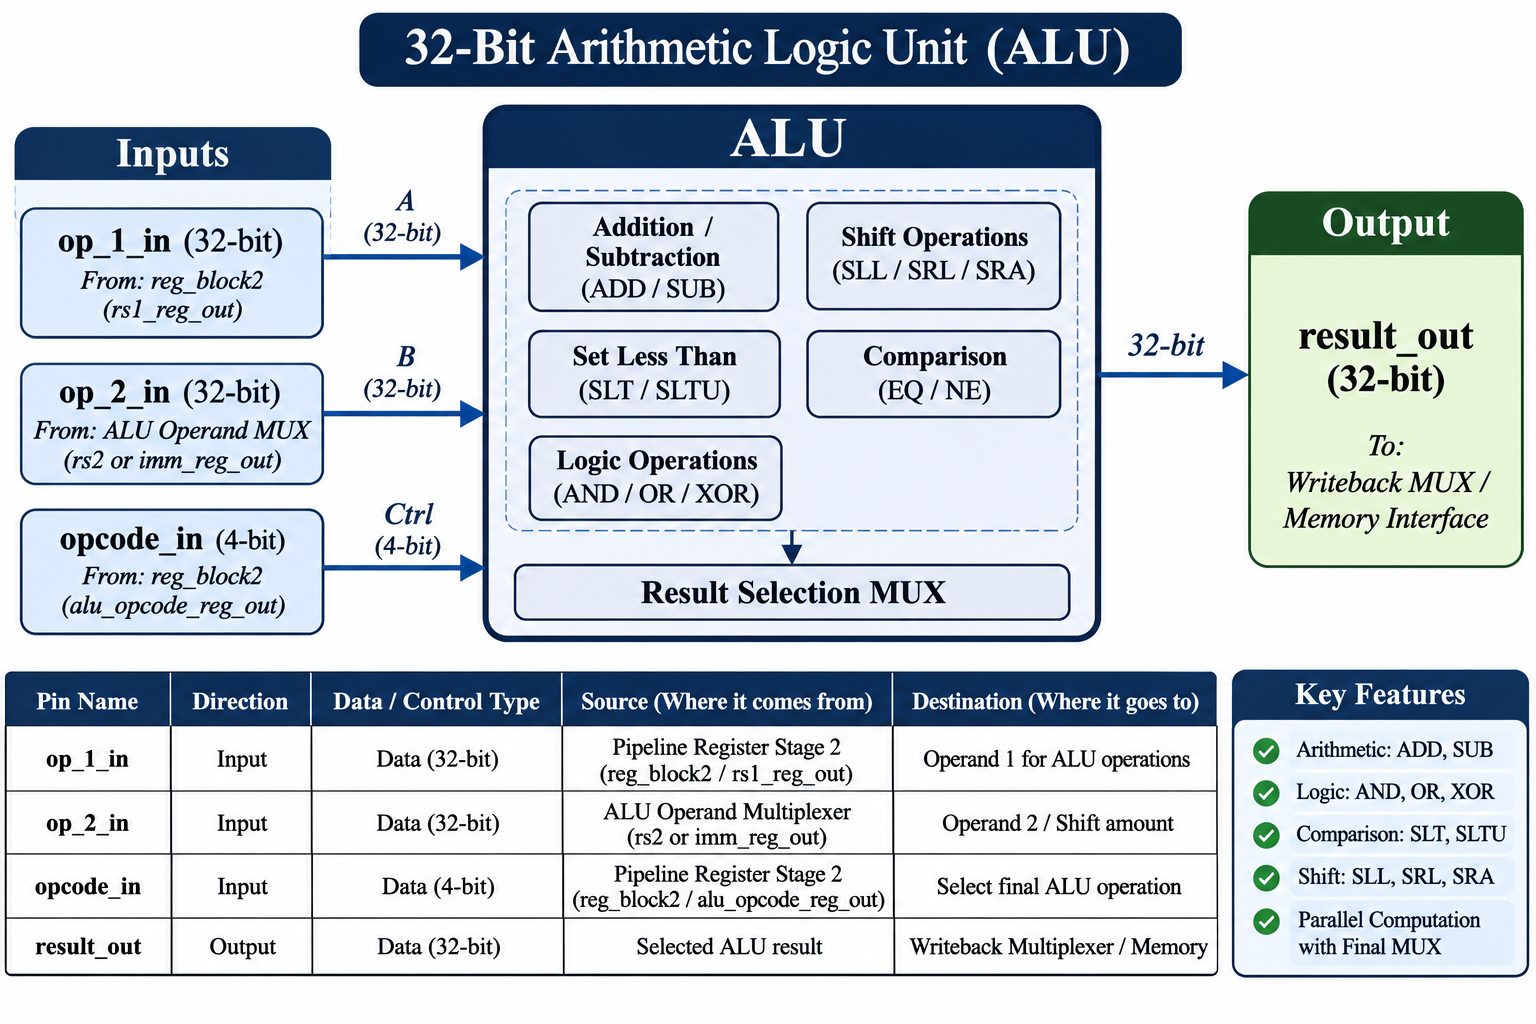 32-Bit Arithmetic Logic Unit (ALU)
Inputs
op_1_in (32-bit)
From: reg_block2
(rs1_reg_out)
op_2_in (32-bit)
From: ALU Operand MUX
(rs2 or imm_reg_out)
opcode_in (4-bit)
From: reg_block2
(alu_opcode_reg_out)
A
(32-bit)
B
(32-bit)
Ctrl
(4-bit)
ALU
Addition /
Subtraction
(ADD / SUB)
Shift Operations
(SLL / SRL / SRA)
Set Less Than
(SLT / SLTU)
Comparison
(EQ / NE)
Logic Operations
(AND / OR / XOR)
Result Selection MUX
32-bit
Output
result_out
(32-bit)
To:
Writeback MUX /
Memory Interface
Pin Name Direction Data / Control Type Source (Where it comes from) Destination (Where it goes to)
op_1_in Input Data (32-bit) Pipeline Register Stage 2 Operand 1 for ALU operations
(reg_block2 / rs1_reg_out)
op_2_in Input Data (32-bit) ALU Operand Multiplexer Operand 2 / Shift amount
(rs2 or imm_reg_out)
opcode_in Input Data (4-bit) Pipeline Register Stage 2 Select final ALU operation
(reg_block2 / alu_opcode_reg_out)
result_out Output Data (32-bit) Selected ALU result Writeback Multiplexer / Memory
Key Features
Arithmetic: ADD, SUB
Logic: AND, OR, XOR
Comparison: SLT, SLTU
Shift: SLL, SRL, SRA
Parallel Computation
with Final MUX